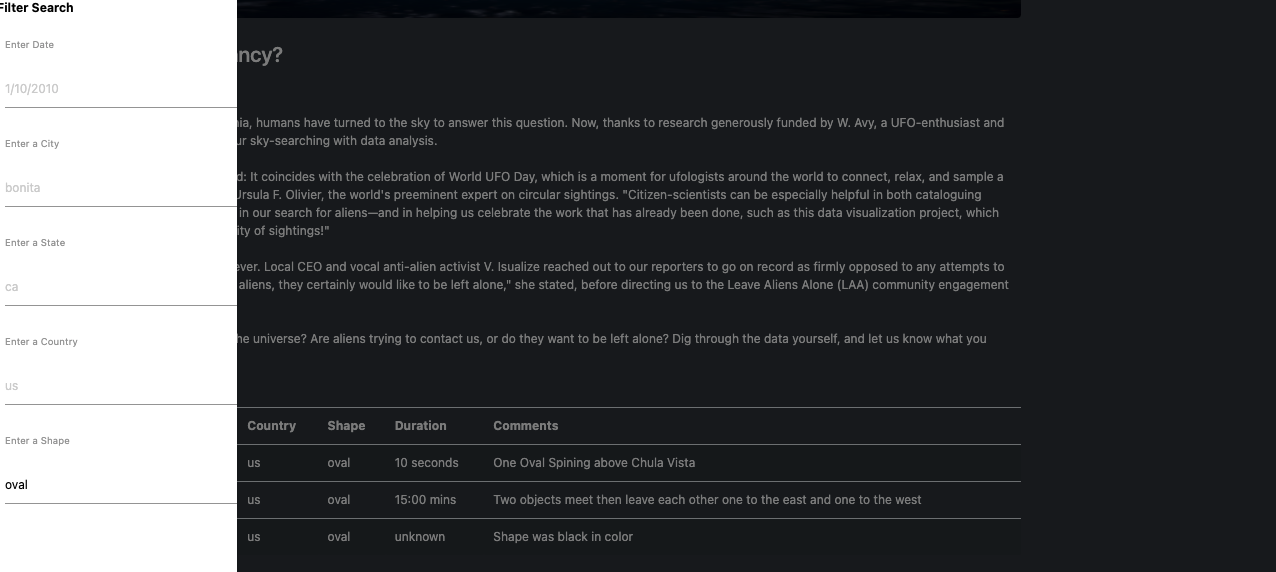 Filter Search
Enter Date
1/10/2010
Enter a City
bonita
Enter a State
ca
Enter a Country
us
Enter a Shape
oval
ncy?
nia, humans have turned to the sky to answer this question. Now, thanks to research generously funded by W. Avy, a UFO-enthusiast and
ur sky-searching with data analysis.
d: It coincides with the celebration of World UFO Day, which is a moment for ufologists around the world to connect, relax, and sample a
Ursula F. Olivier, the world's preeminent expert on circular sightings. "Citizen-scientists can be especially helpful in both cataloguing
in our search for aliens—and in helping us celebrate the work that has already been done, such as this data visualization project, which
ity of sightings!"
ever. Local CEO and vocal anti-alien activist V. Isualize reached out to our reporters to go on record as firmly opposed to any attempts to
aliens, they certainly would like to be left alone," she stated, before directing us to the Leave Aliens Alone (LAA) community engagement
he universe? Are aliens trying to contact us, or do they want to be left alone? Dig through the data yourself, and let us know what you
Country Shape Duration Comments
us oval 10 seconds One Oval Spining above Chula Vista
us oval 15:00 mins Two objects meet then leave each other one to the east and one to the west
us oval unknown Shape was black in color